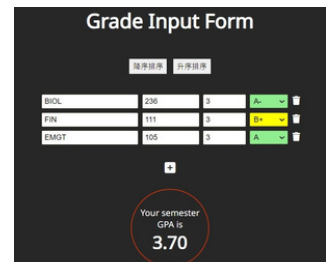 Grade Input Form
降序排序 升序排序
BIOL 236 3 A-
FIN 111 3 B+
EMGT 105 3 A
+
Your semester
GPA is
3.70